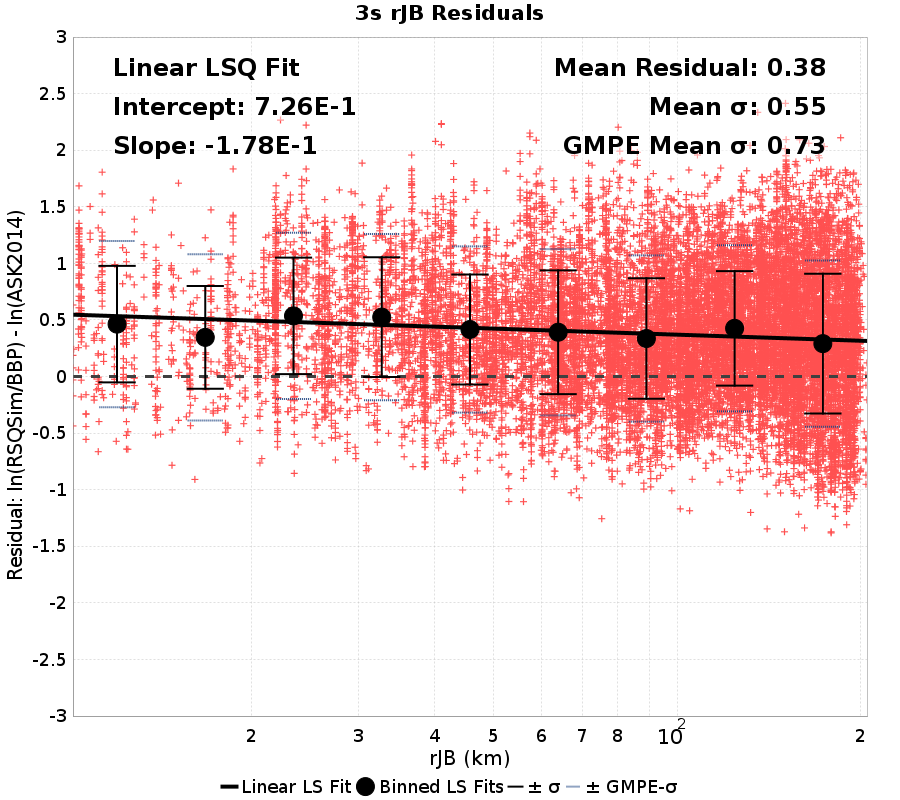 3s rJB Residuals
Linear LSQ Fit
Intercept: 7.26E-1
Slope: -1.78E-1
Mean Residual: 0.38
Mean σ: 0.55
GMPE Mean σ: 0.73
Residual: ln(RSQSim/BBP) - ln(ASK2014)
3
2.5
2
1.5
1
0.5
0
-0.5
-1
-1.5
-2
-2.5
-3
2 3 4 5 6 7 8 10² 2
rJB (km)
Linear LS Fit Binned LS Fits ± σ ± GMPE-σ